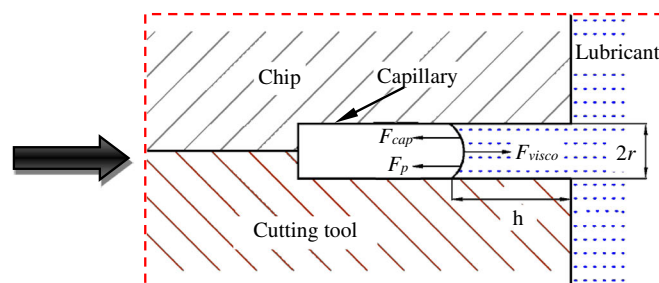 Lubricant
Chip
Capillary
F_cap
F_visco
2r
F_p
h
Cutting tool